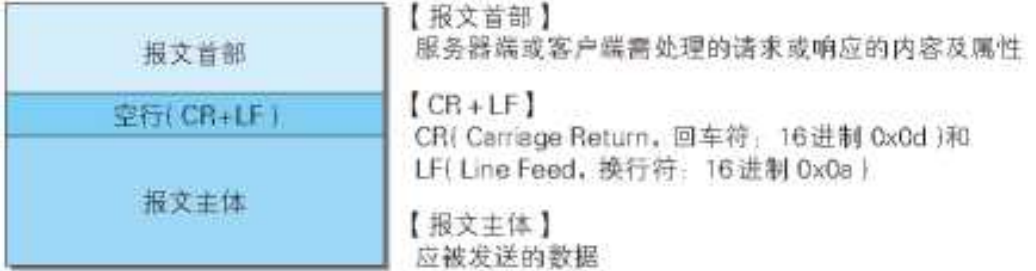 报文首部
空行( CR+LF )
报文主体
【 报文首部 】
服务器端或客户端需处理的请求或响应的内容及属性
【 CR + LF 】
CR( Carriage Return，回车符：16进制 0x0d )和
LF( Line Feed，换行符：16进制 0x0a )
【 报文主体 】
应被发送的数据